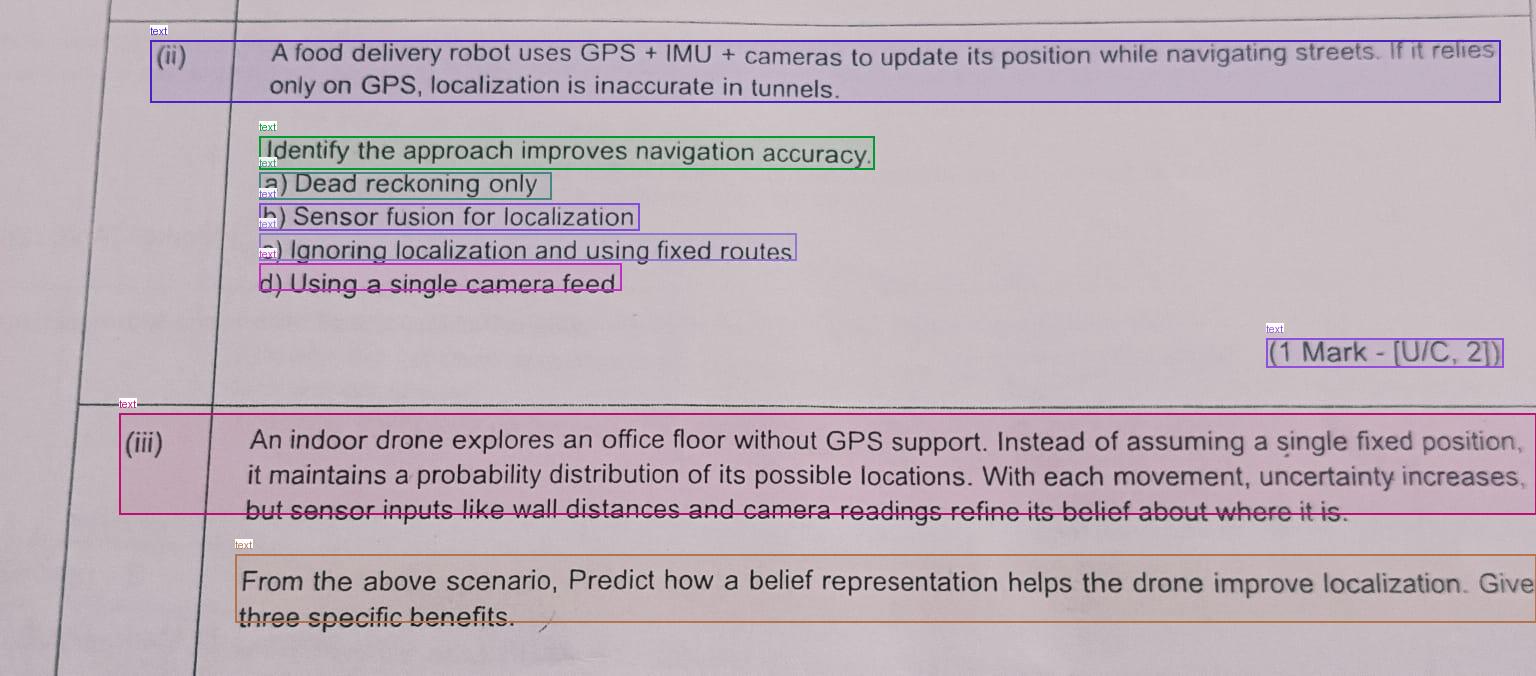 (ii) A food delivery robot uses GPS + IMU + cameras to update its position while navigating streets. If it relies
only on GPS, localization is inaccurate in tunnels.
Identify the approach improves navigation accuracy.
a) Dead reckoning only
b) Sensor fusion for localization
c) Ignoring localization and using fixed routes
d) Using a single camera feed
(1 Mark - [U/C, 2])
(iii) An indoor drone explores an office floor without GPS support. Instead of assuming a single fixed position,
it maintains a probability distribution of its possible locations. With each movement, uncertainty increases,
but sensor inputs like wall distances and camera readings refine its belief about where it is.
From the above scenario, Predict how a belief representation helps the drone improve localization. Give
three specific benefits.